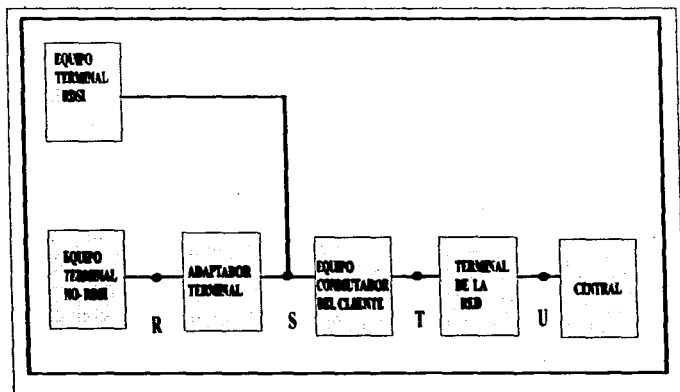 EQUIPO
TERMINAL
RDSI
EQUIPO
TERMINAL
NO-RDSI
ADAPTADOR
TERMINAL
EQUIPO
CONMUTADOR
DEL CLIENTE
TERMINAL
DE LA
RED
CENTRAL
R
S
T
U